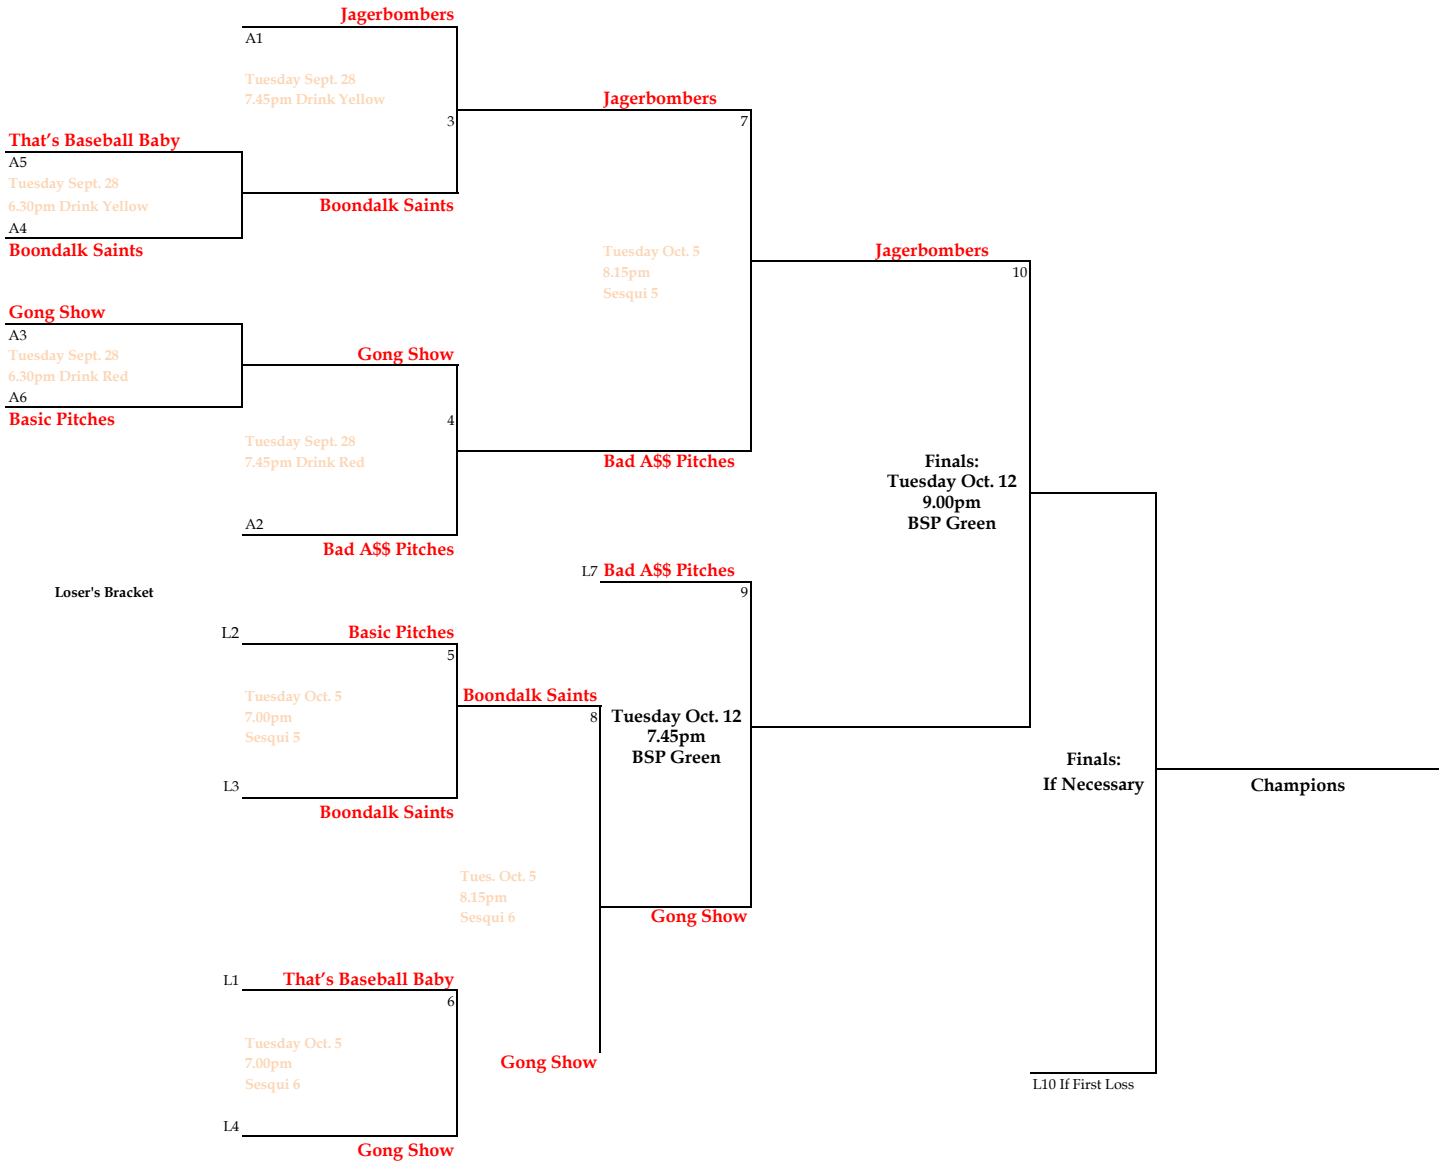 Jagerbombers
A1
Tuesday Sept. 28
7.45pm Drink Yellow
Jagerbombers
3
7
That’s Baseball Baby
A5
Tuesday Sept. 28
6.30pm Drink Yellow
Boondalk Saints
A4
Boondalk Saints
Tuesday Oct. 5
8.15pm
Sesqui 5
Jagerbombers
10
Gong Show
A3
Tuesday Sept. 28
6.30pm Drink Red
Gong Show
A6
Basic Pitches
4
Tuesday Sept. 28
7.45pm Drink Red
Bad A$$ Pitches
Finals:
Tuesday Oct. 12
9.00pm
BSP Green
A2
Bad A$$ Pitches
L7 Bad A$$ Pitches
9
Loser's Bracket
L2
Basic Pitches
5
Tuesday Oct. 5
7.00pm
Sesqui 5
Boondalk Saints
8
Tuesday Oct. 12
7.45pm
BSP Green
L3
Boondalk Saints
Finals:
If Necessary
Champions
Tues. Oct. 5
8.15pm
Sesqui 6
Gong Show
L1
That’s Baseball Baby
6
Tuesday Oct. 5
7.00pm
Sesqui 6
Gong Show
L10 If First Loss
L4
Gong Show